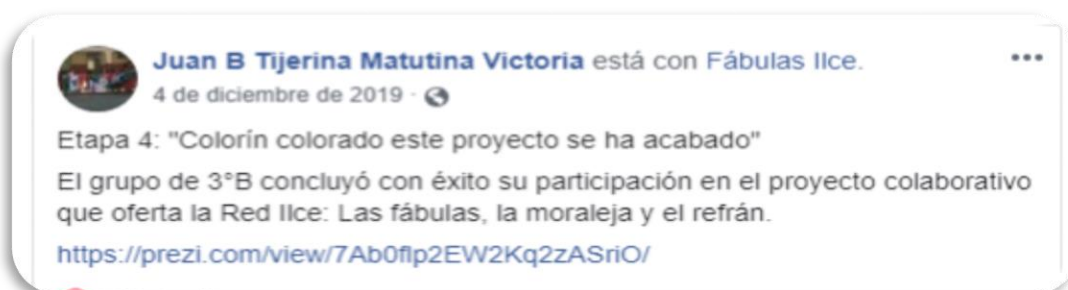 Juan B Tijerina Matutina Victoria está con Fábulas Ilce.
4 de diciembre de 2019 ·
Etapa 4: "Colorín colorado este proyecto se ha acabado"
El grupo de 3°B concluyó con éxito su participación en el proyecto colaborativo
que oferta la Red Ilce: Las fábulas, la moraleja y el refrán.
https://prezi.com/view/7Ab0flp2EW2Kq2zASriO/